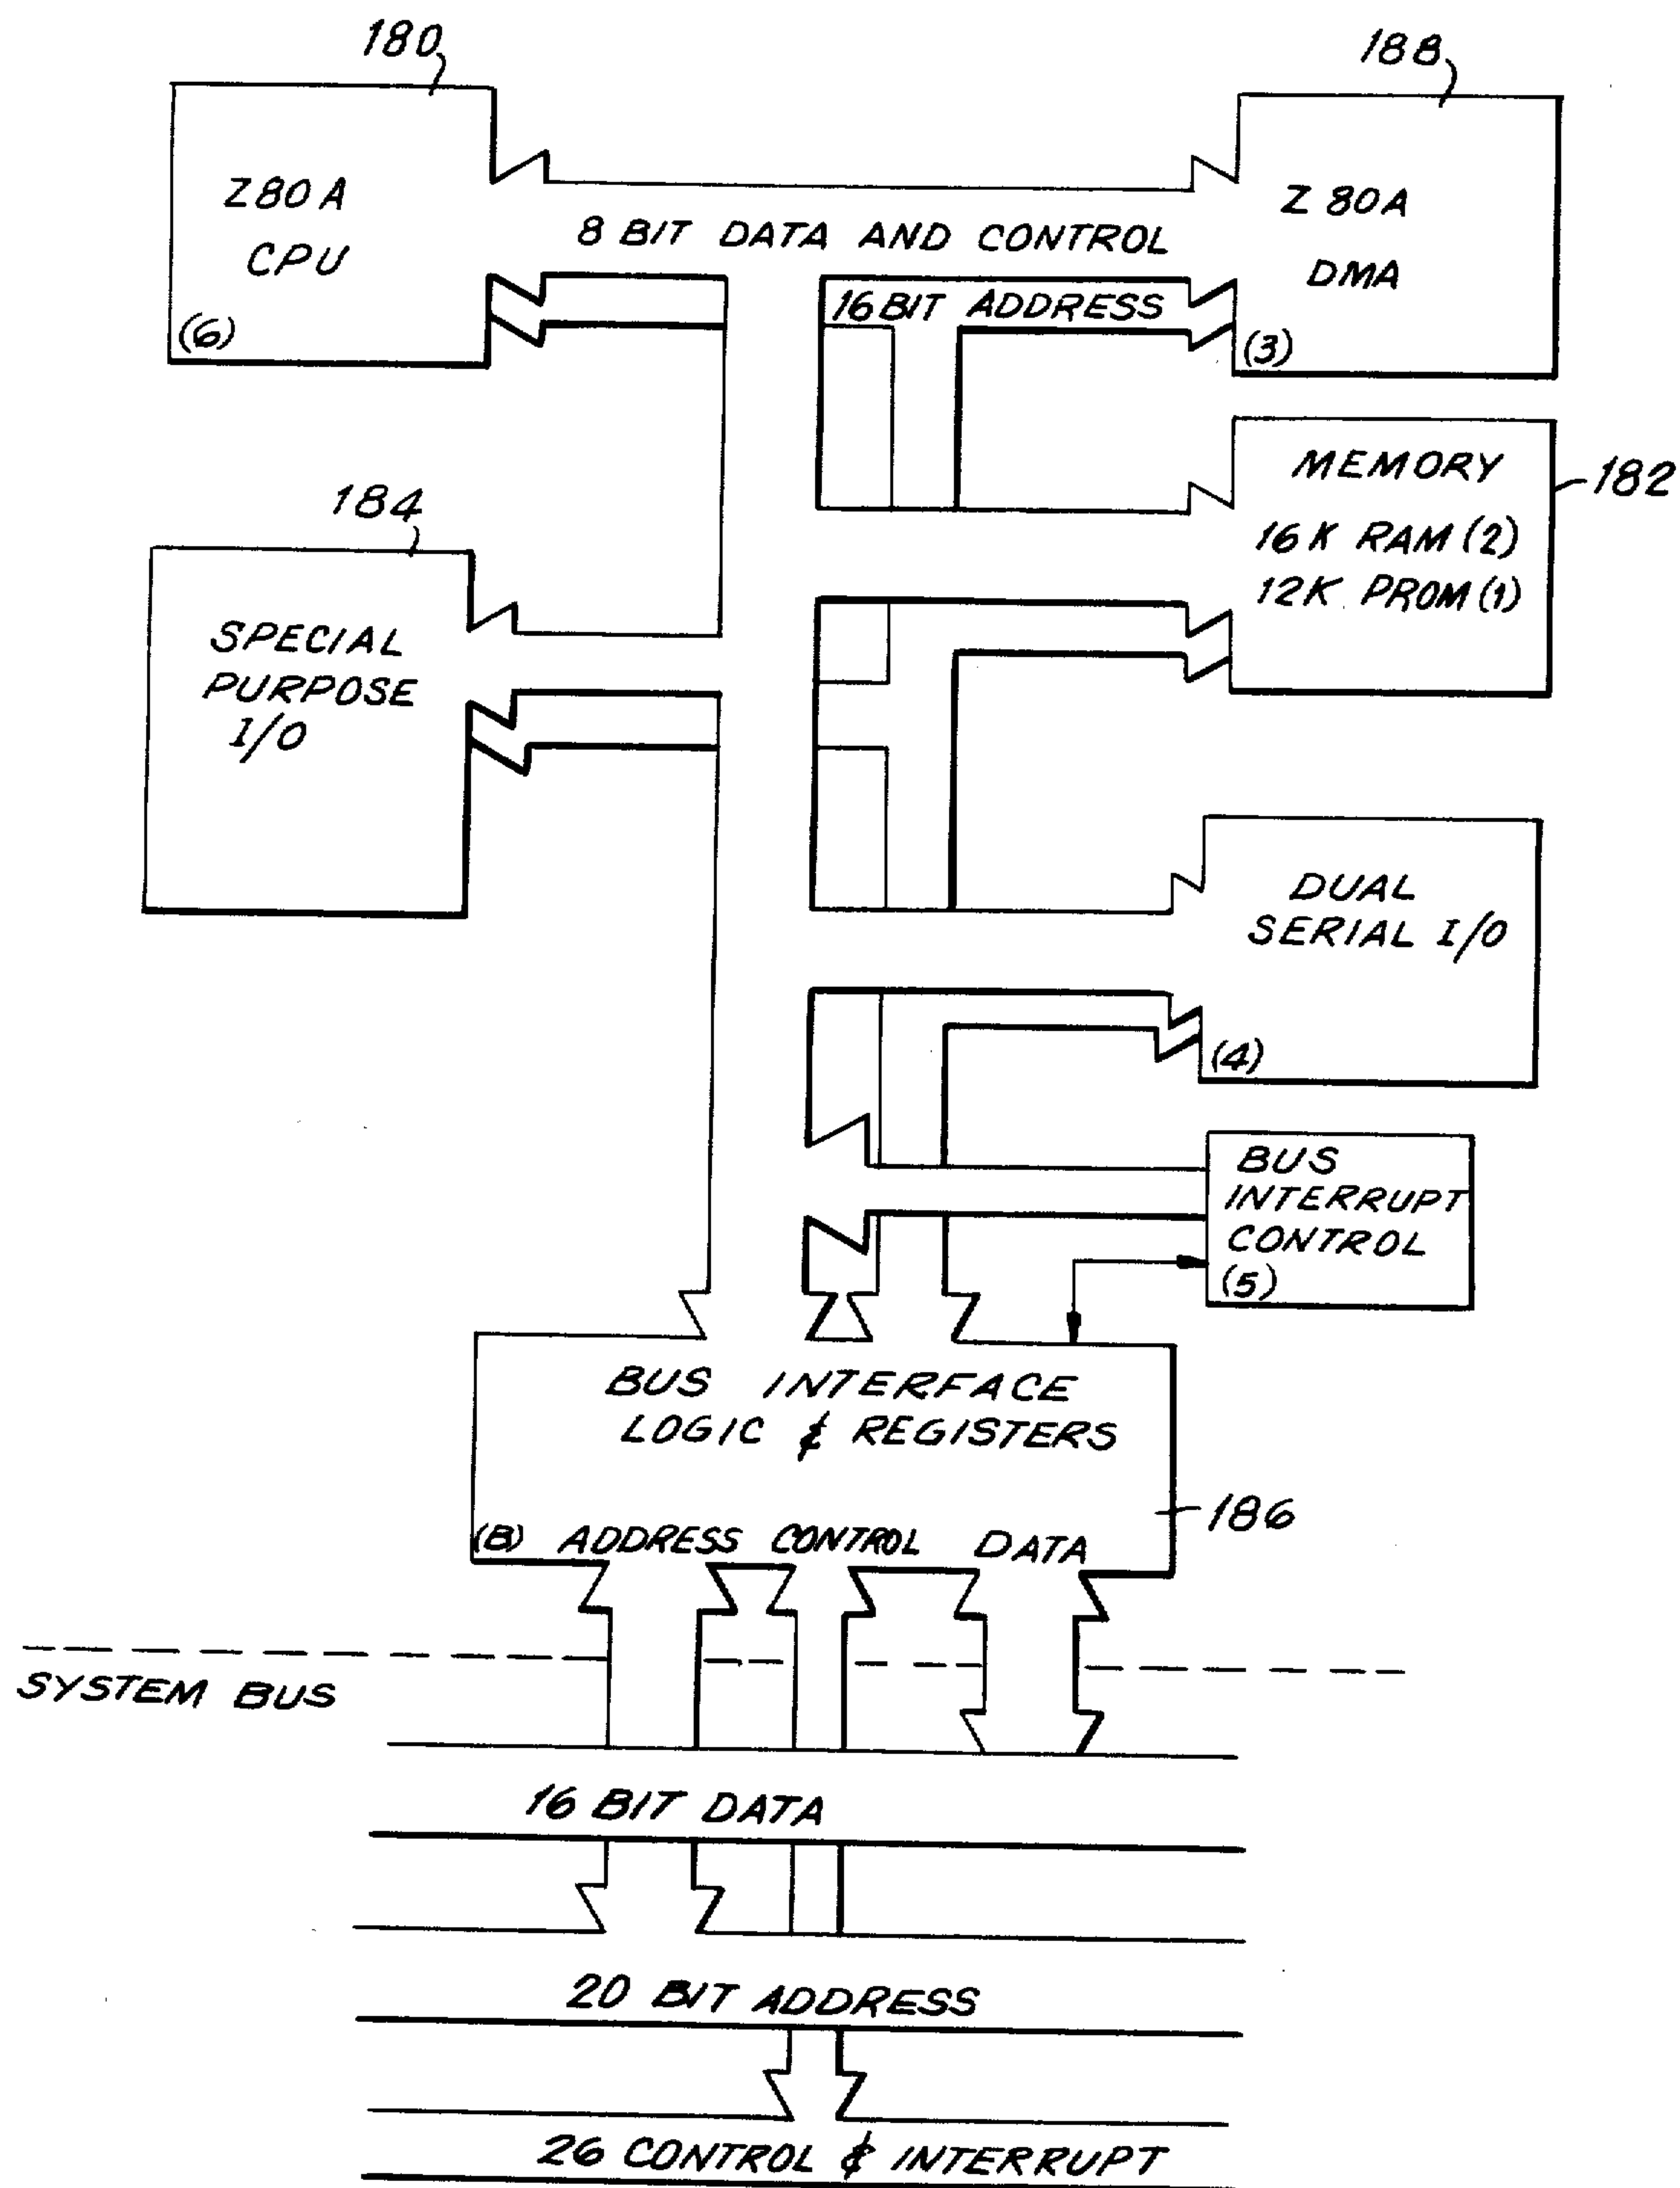 180
188
Z80A
CPU
(6)
8 BIT DATA AND CONTROL
16 BIT ADDRESS
Z 80A
DMA
(3)
184
SPECIAL
PURPOSE
I/O
MEMORY
16K RAM (2)
12K PROM (1)
182
DUAL
SERIAL I/O
(4)
BUS
INTERRUPT
CONTROL
(5)
BUS INTERFACE
LOGIC & REGISTERS
(8) ADDRESS CONTROL DATA
186
SYSTEM BUS
16 BIT DATA
20 BIT ADDRESS
26 CONTROL & INTERRUPT